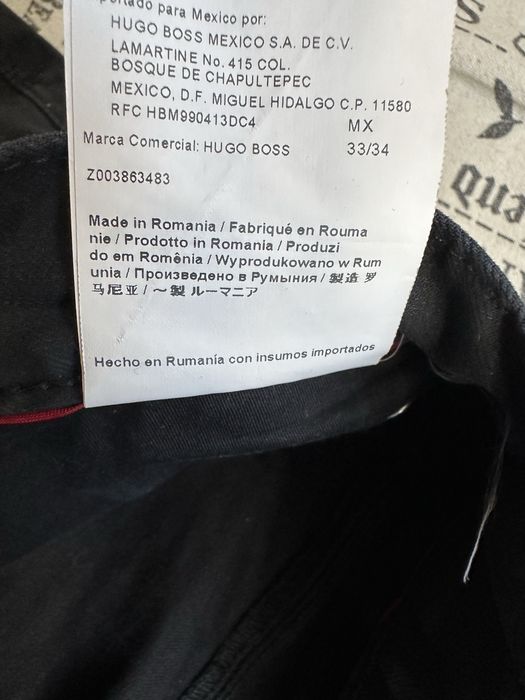 para Mexico por:
HUGO BOSS MEXICO S.A. DE C.V.
LAMARTINE No. 415 COL.
BOSQUE DE CHAPULTEPEC
MEXICO, D.F. MIGUEL HIDALGO C.P. 11580
RFC HBM990413DC4 MX
Marca Comercial: HUGO BOSS 33/34
Z003863483
Made in Romania / Fabriqué en Rouma
nie / Prodotto in Romania / Produzi
do em Romênia / Wyprodukowano w Rum
unia / Произведено в Румыния / 製造 罗
马尼亚 / ～製 ルーマニア
Hecho en Rumanía con insumos importados